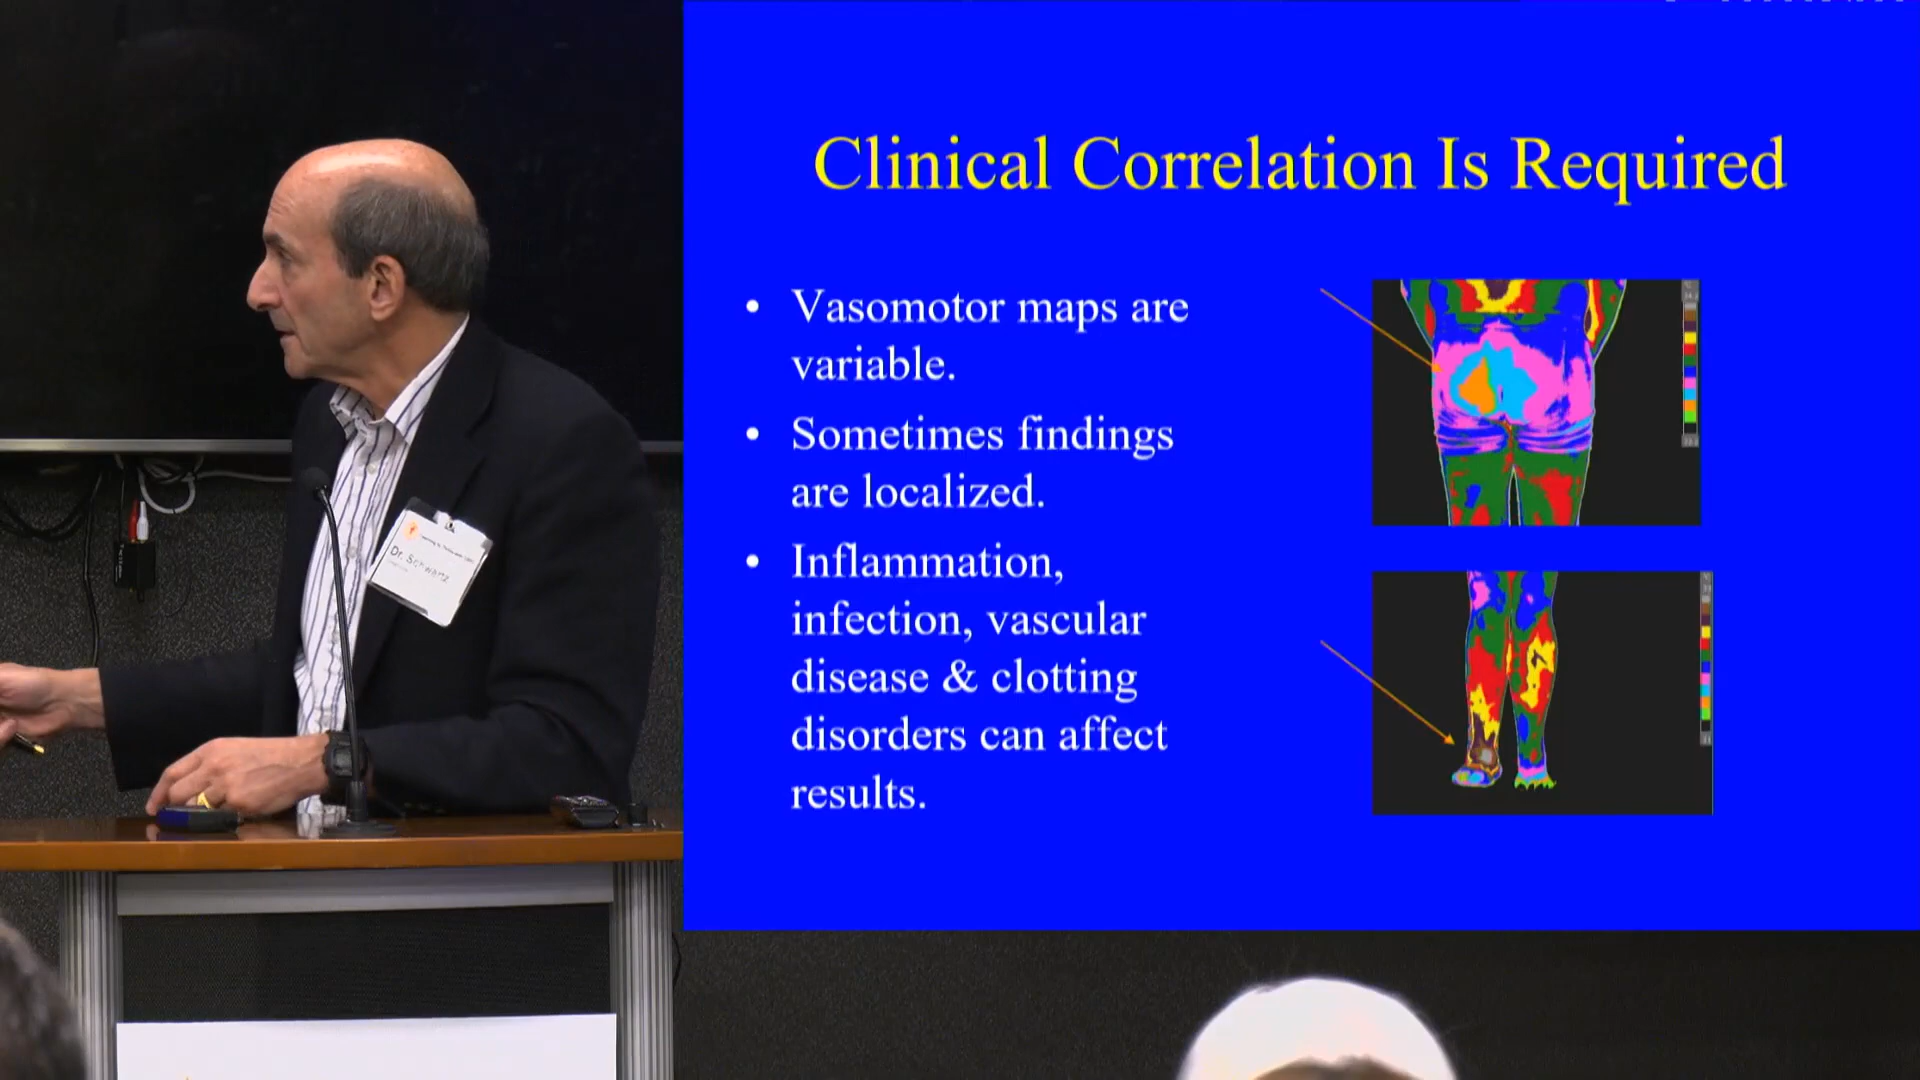 Clinical Correlation Is Required
• Vasomotor maps are
variable.
• Sometimes findings
are localized.
• Inflammation,
infection, vascular
disease & clotting
disorders can affect
results.
Dr. Schwartz